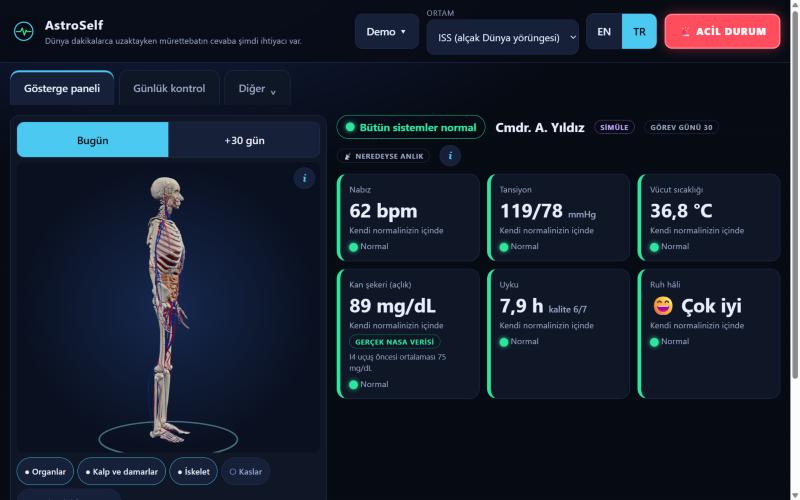 AstroSelf
Dünya dakikalarca uzaktayken mürettebatın cevaba şimdi ihtiyacı var.
Demo ▾
ORTAM
ISS (alçak Dünya yörüngesi)
EN
TR
ACİL DURUM
Gösterge paneli
Günlük kontrol
Diğer
Bugün
+30 gün
i
Organlar
Kalp ve damarlar
İskelet
Kaslar
Bütün sistemler normal
Cmdr. A. Yıldız
SİMÜLE
GÖREV GÜNÜ 30
NEREDEYSE ANLIK
i
Nabız
62 bpm
Kendi normalinizin içinde
Normal
Tansiyon
119/78 mmHg
Kendi normalinizin içinde
Normal
Vücut sıcaklığı
36,8 °C
Kendi normalinizin içinde
Normal
Kan şekeri (açlık)
89 mg/dL
Kendi normalinizin içinde
GERÇEK NASA VERİSİ
I4 uçuş öncesi ortalaması 75
mg/dL
Normal
Uyku
7,9 h kalite 6/7
Kendi normalinizin içinde
Normal
Ruh hâli
😄 Çok iyi
Kendi normalinizin içinde
Normal